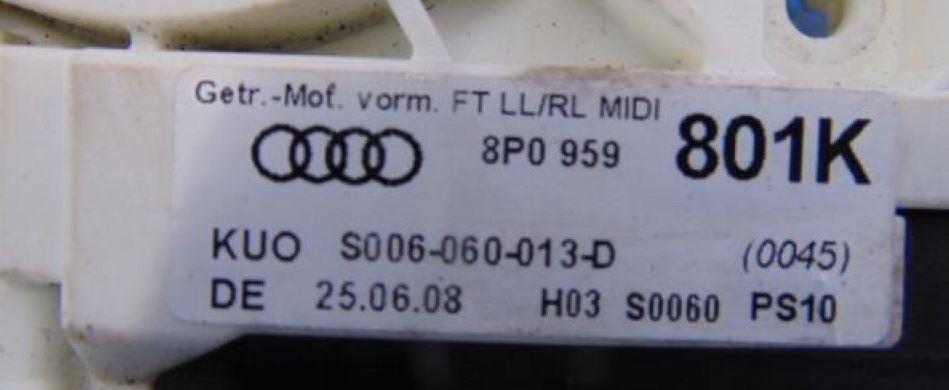 Getr.-Mot. vorm. FT LL/RL MIDI
8P0 959 801K
KUO S006-060-013-D (0045)
DE 25.06.08 H03 S0060 PS10